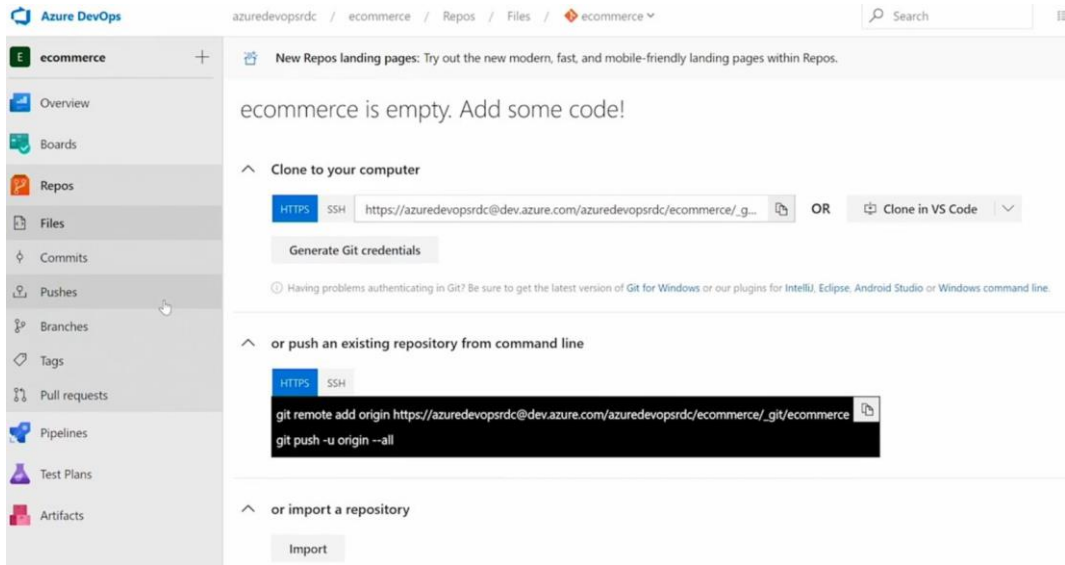 Azure DevOps
azuredevopsrdc / ecommerce / Repos / Files / ecommerce
Search
E ecommerce
New Repos landing pages: Try out the new modern, fast, and mobile-friendly landing pages within Repos.
Overview
Boards
Repos
Files
Commits
Pushes
Branches
Tags
Pull requests
Pipelines
Test Plans
Artifacts
ecommerce is empty. Add some code!
Clone to your computer
HTTPS SSH https://azuredevopsrdc@dev.azure.com/azuredevopsrdc/ecommerce/_g... OR Clone in VS Code
Generate Git credentials
Having problems authenticating in Git? Be sure to get the latest version of Git for Windows or our plugins for IntelliJ, Eclipse, Android Studio or Windows command line.
or push an existing repository from command line
HTTPS SSH
git remote add origin https://azuredevopsrdc@dev.azure.com/azuredevopsrdc/ecommerce/_git/ecommerce
git push -u origin --all
or import a repository
Import